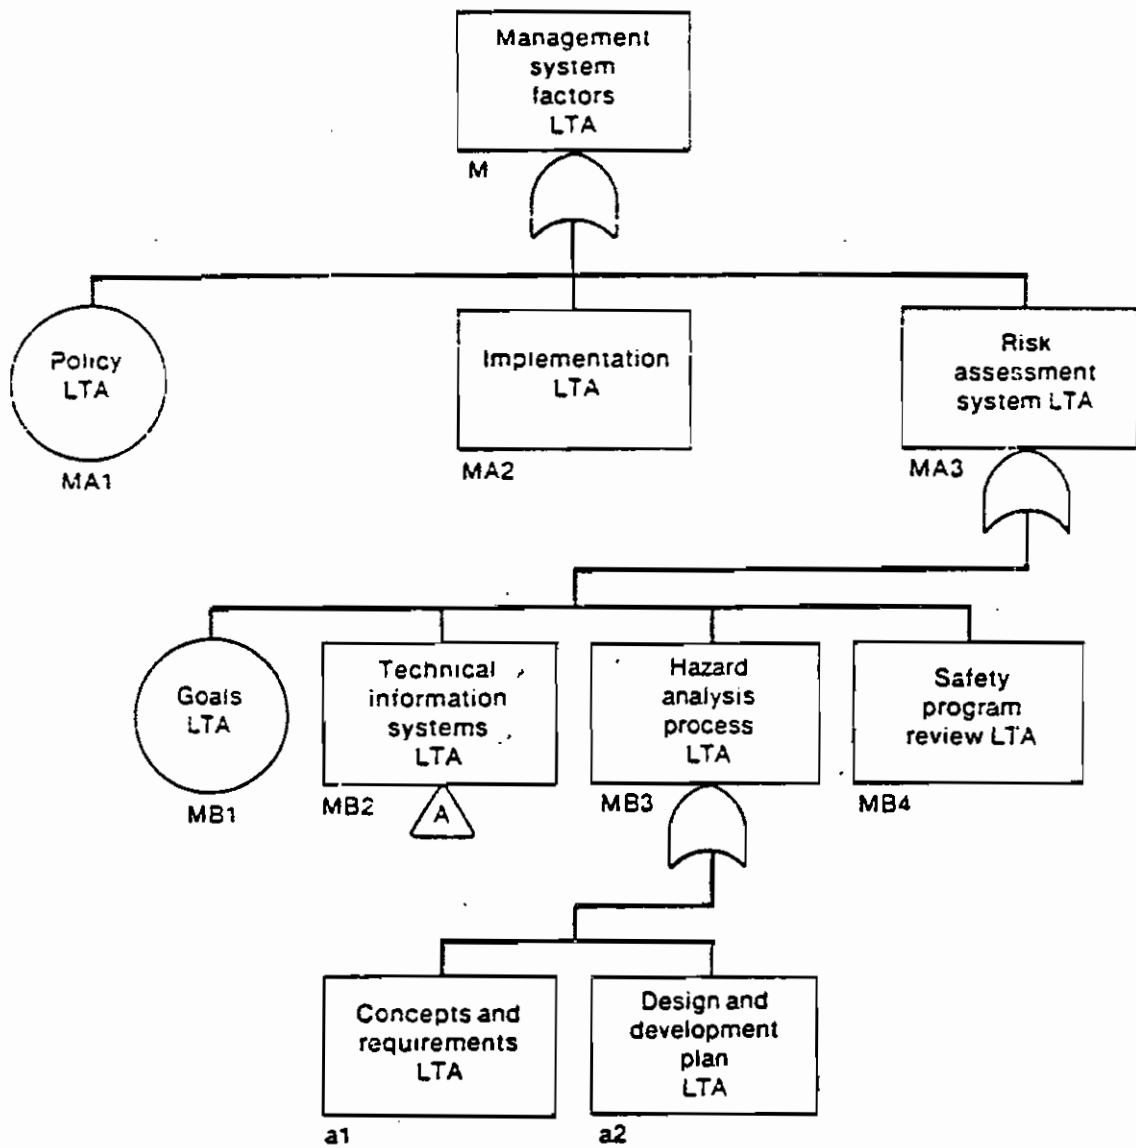 Management
system
factors
LTA
M
Policy
LTA
MA1
Implementation
LTA
MA2
Risk
assessment
system LTA
MA3
Goals
LTA
MB1
Technical
information
systems
LTA
MB2
A
Hazard
analysis
process
LTA
MB3
Safety
program
review LTA
MB4
Concepts and
requirements
LTA
a1
Design and
development
plan
LTA
a2